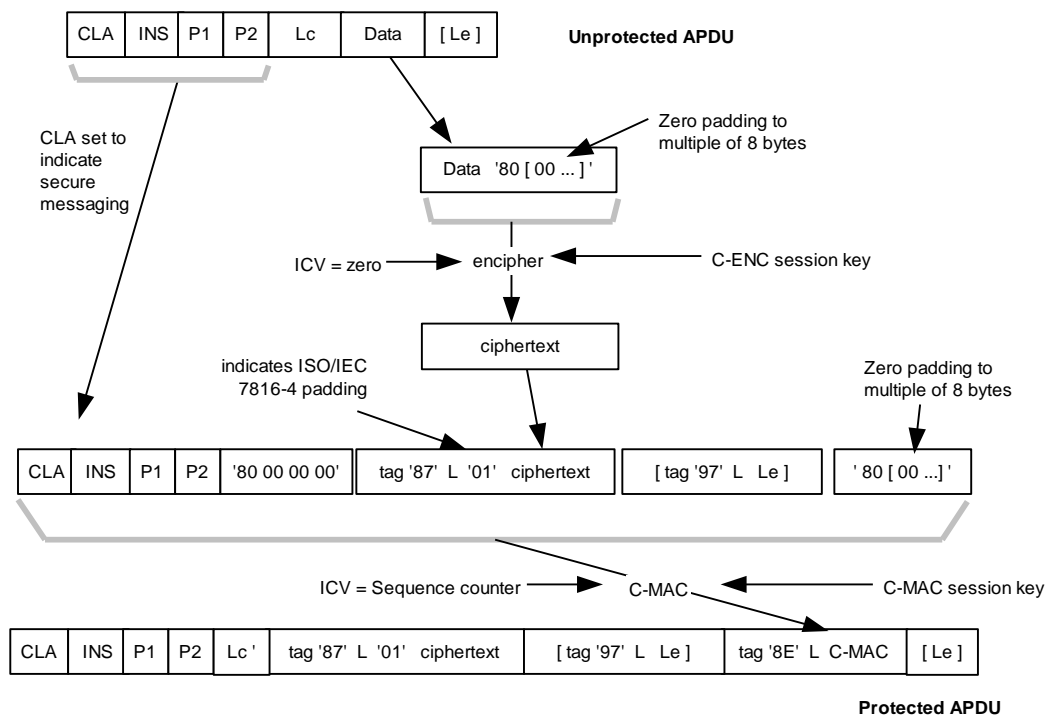 CLA INS P1 P2 Lc Data [ Le ]
Unprotected APDU
CLA set to
indicate
secure
messaging
Zero padding to
multiple of 8 bytes
Data '80 [ 00 ... ] '
ICV = zero
encipher
C-ENC session key
ciphertext
indicates ISO/IEC
7816-4 padding
Zero padding to
multiple of 8 bytes
CLA INS P1 P2 '80 00 00 00' tag '87' L '01' ciphertext [ tag '97' L Le ] ' 80 [ 00 ...] '
ICV = Sequence counter
C-MAC
C-MAC session key
CLA INS P1 P2 Lc ' tag '87' L '01' ciphertext [ tag '97' L Le ] tag '8E' L C-MAC [ Le ]
Protected APDU